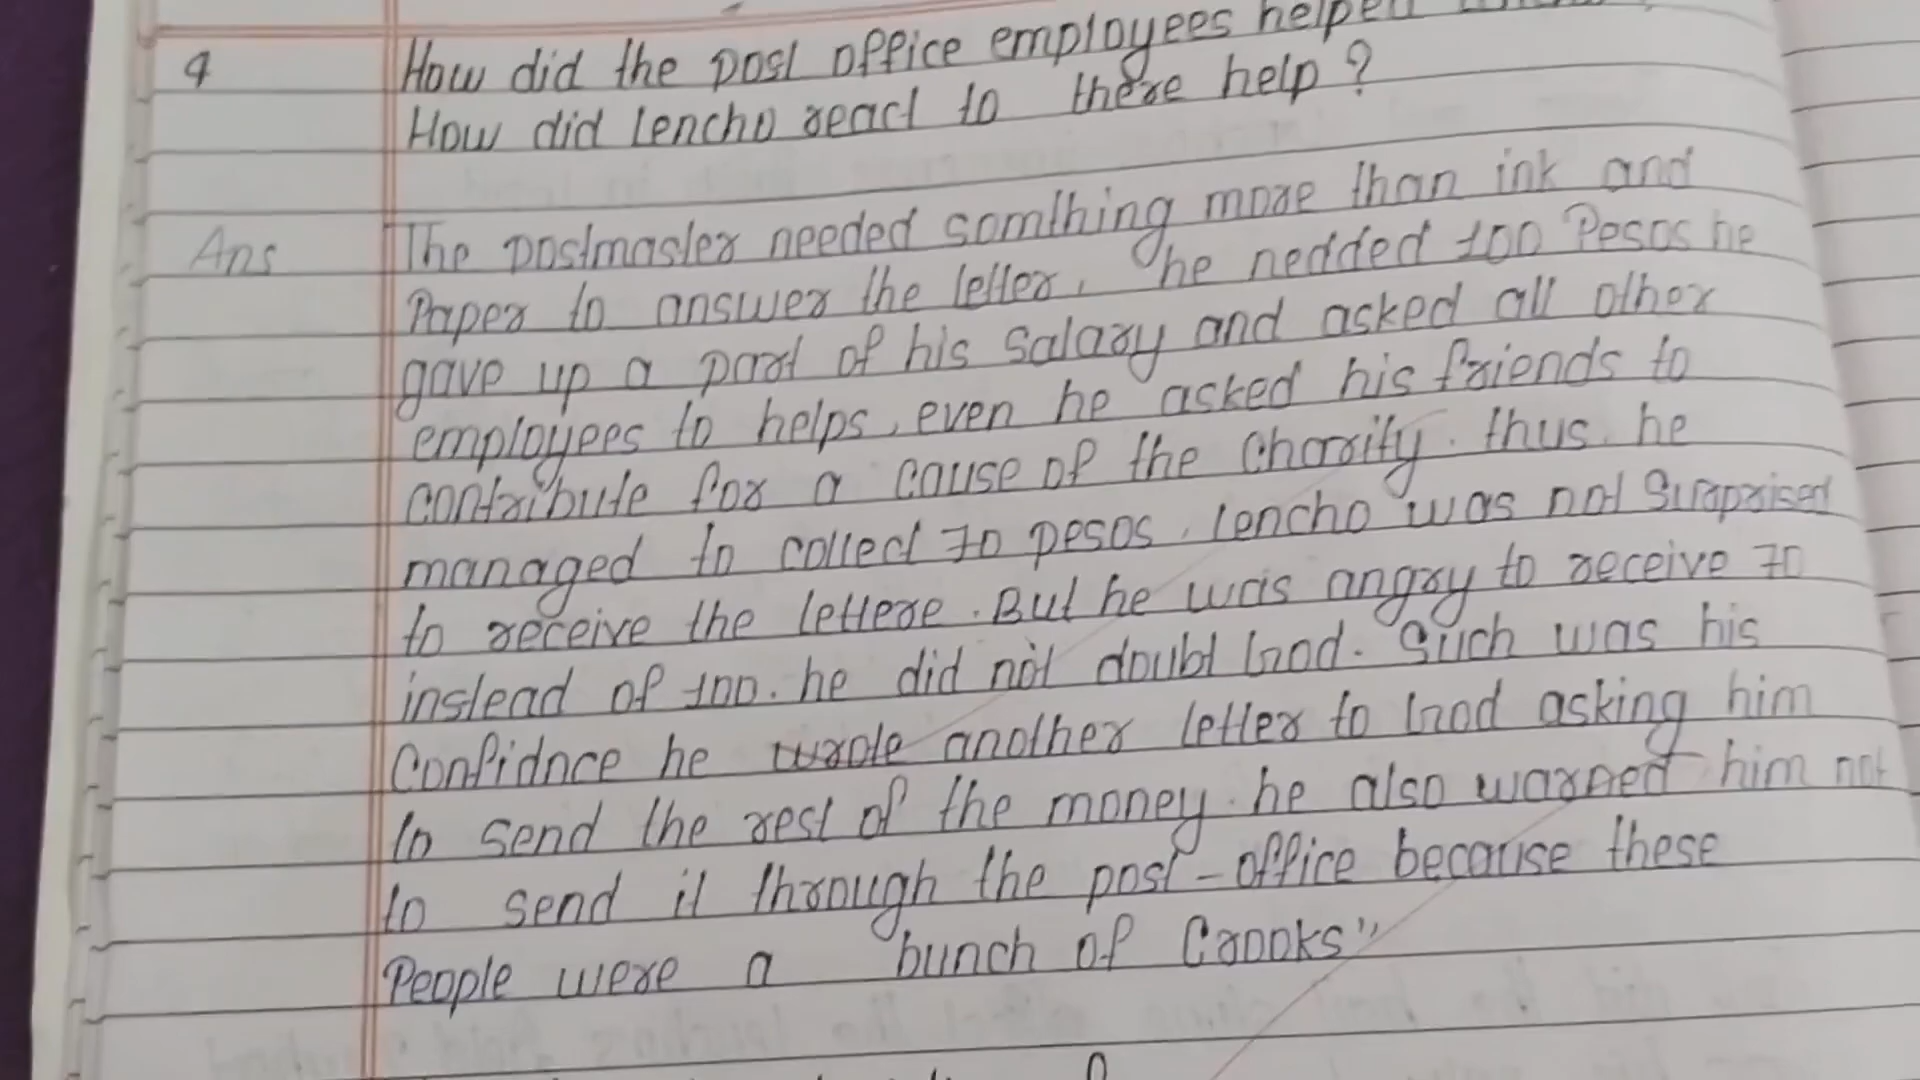 4 How did the post office employees helped
How did lencho react to there help?
Ans The postmaster needed somthing more than ink and
Paper to answer the letter. he nedded 100 Pesos he
gave up a part of his salary and asked all other
employees to helps, even he asked his friends to
contribute for a cause of the Charity. thus. he
managed to collect 70 pesos. lencho was not Suraprised
to receive the lettere. But he was angry to receive 70
instead of 100. he did not doubt God. Such was his
Confidnce he wrote another letter to God asking him
to send the rest of the money. he also warned him not
to send it through the post-office because these
People were a "bunch of Crooks"